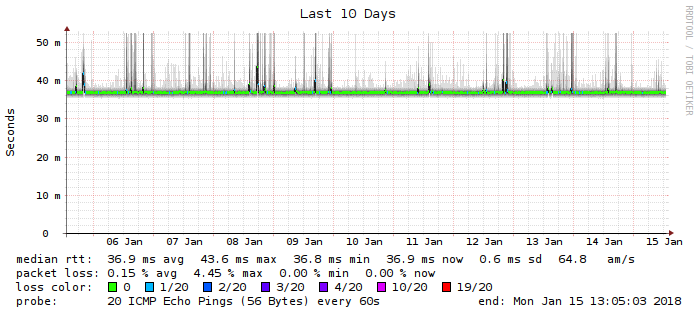 Last 10 Days
RRDTOOL / TOBI OETIKER
Seconds
50 m
40 m
30 m
20 m
10 m
0
06 Jan 07 Jan 08 Jan 09 Jan 10 Jan 11 Jan 12 Jan 13 Jan 14 Jan 15 Jan
median rtt: 36.9 ms avg 43.6 ms max 36.8 ms min 36.9 ms now 0.6 ms sd 64.8 am/s
packet loss: 0.15 % avg 4.45 % max 0.00 % min 0.00 % now
loss color: 0 1/20 2/20 3/20 4/20 10/20 19/20
probe: 20 ICMP Echo Pings (56 Bytes) every 60s end: Mon Jan 15 13:05:03 2018